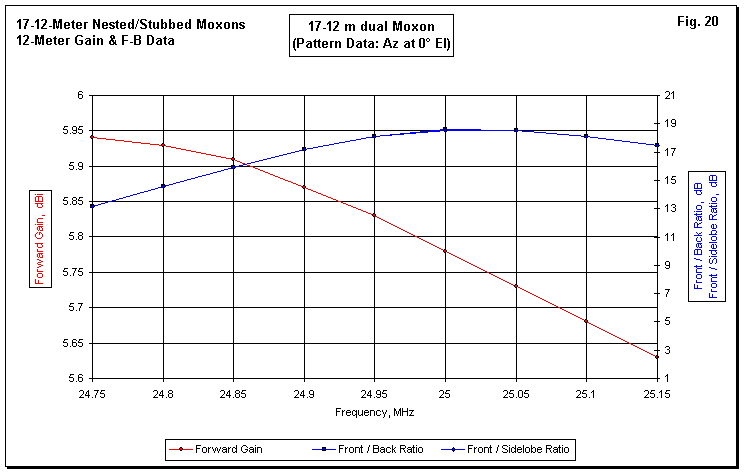 17-12-Meter Nested/Stubbed Moxons
12-Meter Gain & F-B Data
17-12 m dual Moxon
(Pattern Data: Az at 0° El)
Fig. 20
6
5.95
5.9
5.85
5.8
5.75
5.7
5.65
5.6
Forward Gain, dBi
21
19
17
15
13
11
9
7
5
3
1
Front / Back Ratio, dB
Front / Sidelobe Ratio, dB
24.75 24.8 24.85 24.9 24.95 25 25.05 25.1 25.15
Frequency, MHz
Forward Gain Front / Back Ratio Front / Sidelobe Ratio